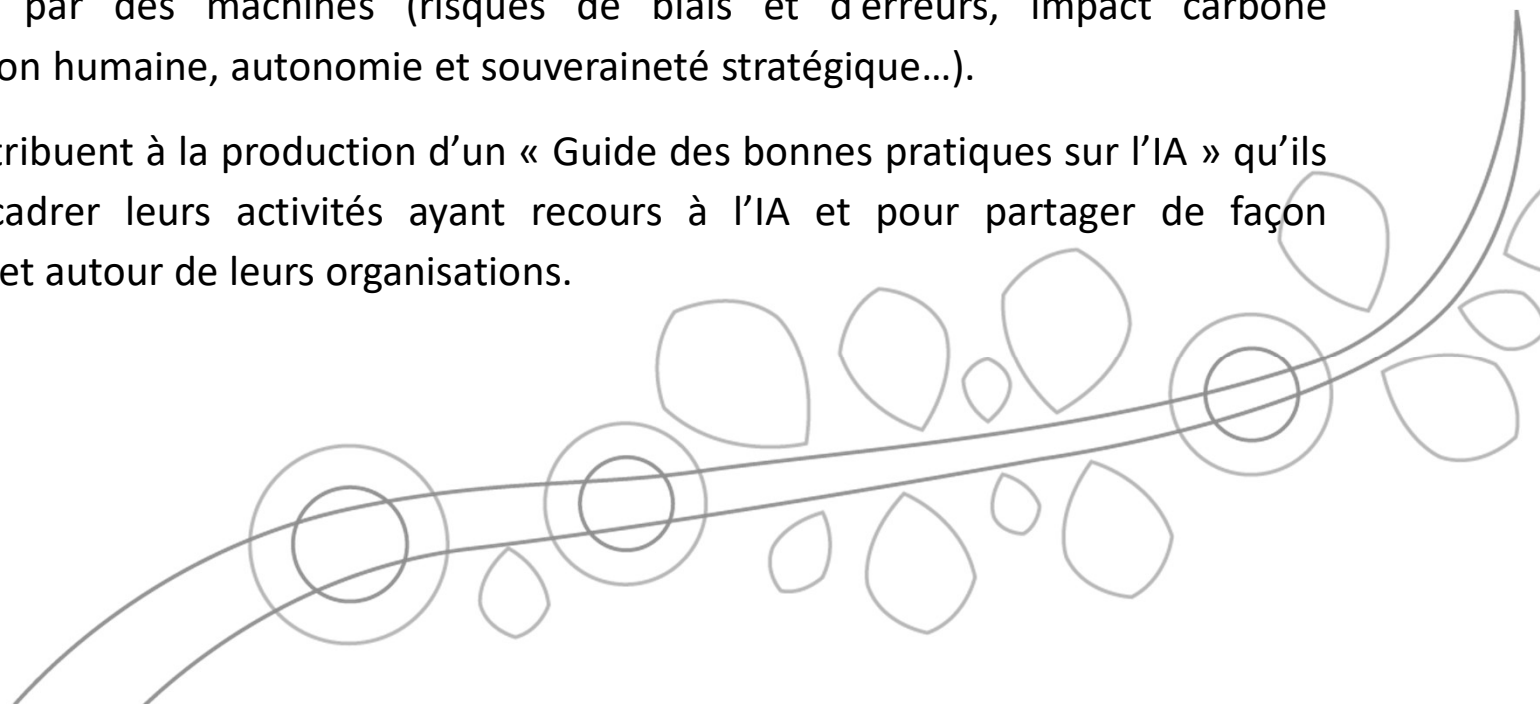 par des machines (risques de biais et d'erreurs, impact carbone
on humaine, autonomie et souveraineté stratégique…).
tribuent à la production d’un « Guide des bonnes pratiques sur l’IA » qu’ils
cadrer leurs activités ayant recours à l’IA et pour partager de façon
et autour de leurs organisations.